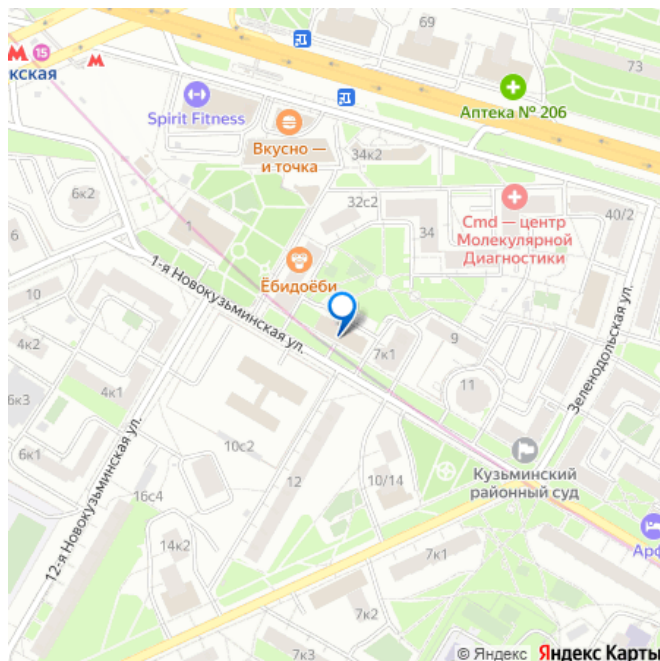 69
73
М 15 М
кская
Spirit Fitness
Аптека № 206
Вкусно —
и точка
34к2
6к2
32с2
Cmd — центр
Молекулярной
Диагностики
40/2
34
1
6
Ёбидоёби
1-я Новокузьминская ул.
10
4к2
7к1
9
Зеленодольская ул.
11
6к3
4к1
6к1
12-я Новокузьминская ул.
10с2
12
10/14
Кузьминский
районный суд
16с4
14к2
7к1
Арф
7к2
7к3
© Яндекс Яндекс Карты